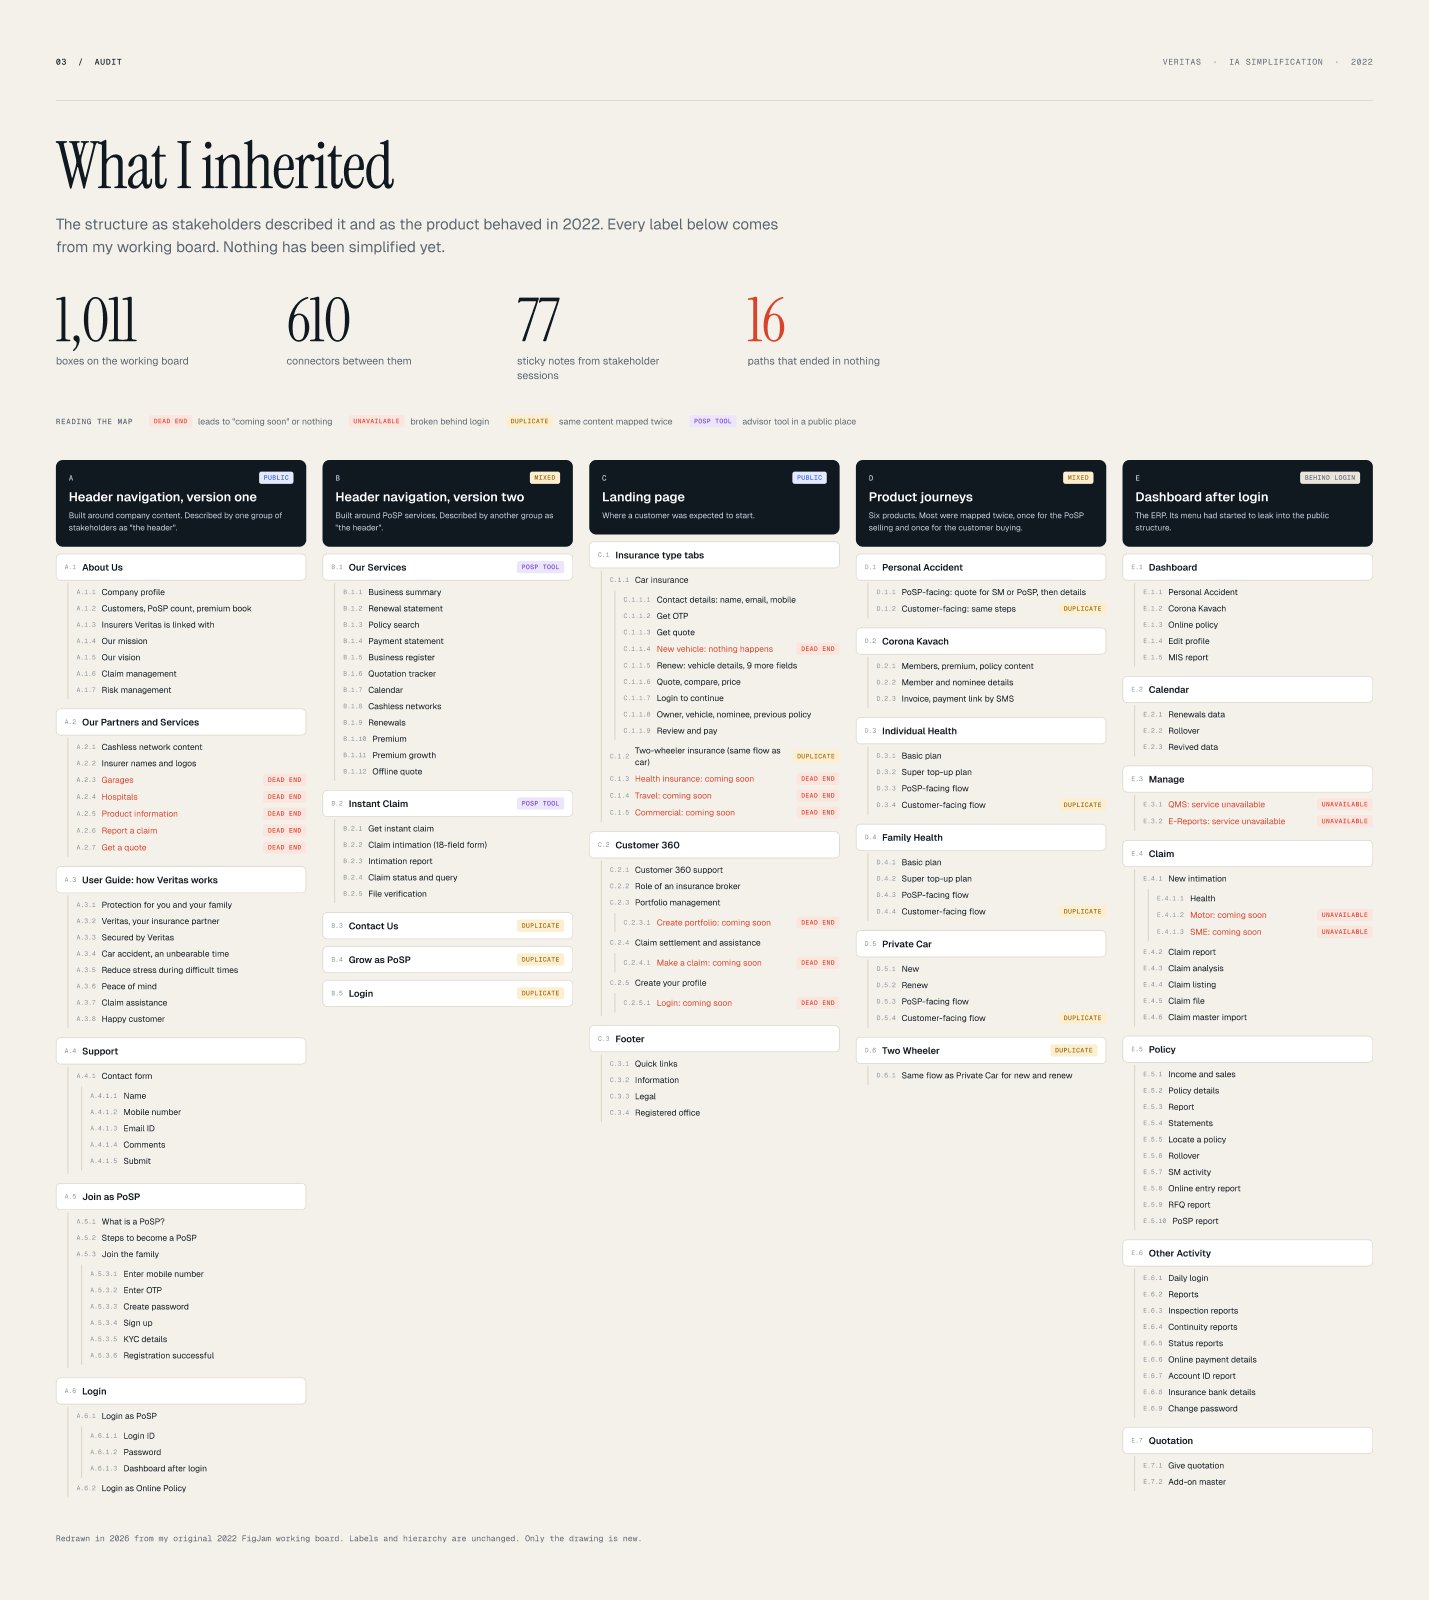 03 / AUDIT
VERITAS · IA SIMPLIFICATION · 2022
What I inherited
The structure as stakeholders described it and as the product behaved in 2022. Every label below comes
from my working board. Nothing has been simplified yet.
1,011
boxes on the working board
610
connectors between them
77
sticky notes from stakeholder
sessions
16
paths that ended in nothing
READING THE MAP DEAD END leads to "coming soon" or nothing UNAVAILABLE broken behind login DUPLICATE same content mapped twice POSP TOOL advisor tool in a public place
A PUBLIC
Header navigation, version one
Built around company content. Described by one group of
stakeholders as "the header".
A.1 About Us
A.1.1 Company profile
A.1.2 Customers, PoSP count, premium book
A.1.3 Insurers Veritas is linked with
A.1.4 Our mission
A.1.5 Our vision
A.1.6 Claim management
A.1.7 Risk management
A.2 Our Partners and Services
A.2.1 Cashless network content
A.2.2 Insurer names and logos
A.2.3 Garages DEAD END
A.2.4 Hospitals DEAD END
A.2.5 Product information DEAD END
A.2.6 Report a claim DEAD END
A.2.7 Get a quote DEAD END
A.3 User Guide: how Veritas works
A.3.1 Protection for you and your family
A.3.2 Veritas, your insurance partner
A.3.3 Secured by Veritas
A.3.4 Car accident, an unbearable time
A.3.5 Reduce stress during difficult times
A.3.6 Peace of mind
A.3.7 Claim assistance
A.3.8 Happy customer
A.4 Support
A.4.1 Contact form
A.4.1.1 Name
A.4.1.2 Mobile number
A.4.1.3 Email ID
A.4.1.4 Comments
A.4.1.5 Submit
A.5 Join as PoSP
A.5.1 What is a PoSP?
A.5.2 Steps to become a PoSP
A.5.3 Join the family
A.5.3.1 Enter mobile number
A.5.3.2 Enter OTP
A.5.3.3 Create password
A.5.3.4 Sign up
A.5.3.5 KYC details
A.5.3.6 Registration successful
A.6 Login
A.6.1 Login as PoSP
A.6.1.1 Login ID
A.6.1.2 Password
A.6.1.3 Dashboard after login
A.6.2 Login as Online Policy
B MIXED
Header navigation, version two
Built around PoSP services. Described by another group as
"the header".
B.1 Our Services POSP TOOL
B.1.1 Business summary
B.1.2 Renewal statement
B.1.3 Policy search
B.1.4 Payment statement
B.1.5 Business register
B.1.6 Quotation tracker
B.1.7 Calendar
B.1.8 Cashless networks
B.1.9 Renewals
B.1.10 Premium
B.1.11 Premium growth
B.1.12 Offline quote
B.2 Instant Claim POSP TOOL
B.2.1 Get instant claim
B.2.2 Claim intimation (18-field form)
B.2.3 Intimation report
B.2.4 Claim status and query
B.2.5 File verification
B.3 Contact Us DUPLICATE
B.4 Grow as PoSP DUPLICATE
B.5 Login DUPLICATE
C PUBLIC
Landing page
Where a customer was expected to start.
C.1 Insurance type tabs
C.1.1 Car insurance
C.1.1.1 Contact details: name, email, mobile
C.1.1.2 Get OTP
C.1.1.3 Get quote
C.1.1.4 New vehicle: nothing happens DEAD END
C.1.1.5 Renew: vehicle details, 9 more fields
C.1.1.6 Quote, compare, price
C.1.1.7 Login to continue
C.1.1.8 Owner, vehicle, nominee, previous policy
C.1.1.9 Review and pay
C.1.2 Two-wheeler insurance (same flow as
car) DUPLICATE
C.1.3 Health insurance: coming soon DEAD END
C.1.4 Travel: coming soon DEAD END
C.1.5 Commercial: coming soon DEAD END
C.2 Customer 360
C.2.1 Customer 360 support
C.2.2 Role of an insurance broker
C.2.3 Portfolio management
C.2.3.1 Create portfolio: coming soon DEAD END
C.2.4 Claim settlement and assistance
C.2.4.1 Make a claim: coming soon DEAD END
C.2.5 Create your profile
C.2.5.1 Login: coming soon DEAD END
C.3 Footer
C.3.1 Quick links
C.3.2 Information
C.3.3 Legal
C.3.4 Registered office
D MIXED
Product journeys
Six products. Most were mapped twice, once for the PoSP
selling and once for the customer buying.
D.1 Personal Accident
D.1.1 PoSP-facing: quote for SM or PoSP, then details
D.1.2 Customer-facing: same steps DUPLICATE
D.2 Corona Kavach
D.2.1 Members, premium, policy content
D.2.2 Member and nominee details
D.2.3 Invoice, payment link by SMS
D.3 Individual Health
D.3.1 Basic plan
D.3.2 Super top-up plan
D.3.3 PoSP-facing flow
D.3.4 Customer-facing flow DUPLICATE
D.4 Family Health
D.4.1 Basic plan
D.4.2 Super top-up plan
D.4.3 PoSP-facing flow
D.4.4 Customer-facing flow DUPLICATE
D.5 Private Car
D.5.1 New
D.5.2 Renew
D.5.3 PoSP-facing flow
D.5.4 Customer-facing flow DUPLICATE
D.6 Two Wheeler DUPLICATE
D.6.1 Same flow as Private Car for new and renew
E BEHIND LOGIN
Dashboard after login
The ERP. Its menu had started to leak into the public
structure.
E.1 Dashboard
E.1.1 Personal Accident
E.1.2 Corona Kavach
E.1.3 Online policy
E.1.4 Edit profile
E.1.5 MIS report
E.2 Calendar
E.2.1 Renewals data
E.2.2 Rollover
E.2.3 Revived data
E.3 Manage
E.3.1 QMS: service unavailable UNAVAILABLE
E.3.2 E-Reports: service unavailable UNAVAILABLE
E.4 Claim
E.4.1 New intimation
E.4.1.1 Health
E.4.1.2 Motor: coming soon UNAVAILABLE
E.4.1.3 SME: coming soon UNAVAILABLE
E.4.2 Claim report
E.4.3 Claim analysis
E.4.4 Claim listing
E.4.5 Claim file
E.4.6 Claim master import
E.5 Policy
E.5.1 Income and sales
E.5.2 Policy details
E.5.3 Report
E.5.4 Statements
E.5.5 Locate a policy
E.5.6 Rollover
E.5.7 SM activity
E.5.8 Online entry report
E.5.9 RFQ report
E.5.10 PoSP report
E.6 Other Activity
E.6.1 Daily login
E.6.2 Reports
E.6.3 Inspection reports
E.6.4 Continuity reports
E.6.5 Status reports
E.6.6 Online payment details
E.6.7 Account ID report
E.6.8 Insurance bank details
E.6.9 Change password
E.7 Quotation
E.7.1 Give quotation
E.7.2 Add-on master
Redrawn in 2026 from my original 2022 FigJam working board. Labels and hierarchy are unchanged. Only the drawing is new.